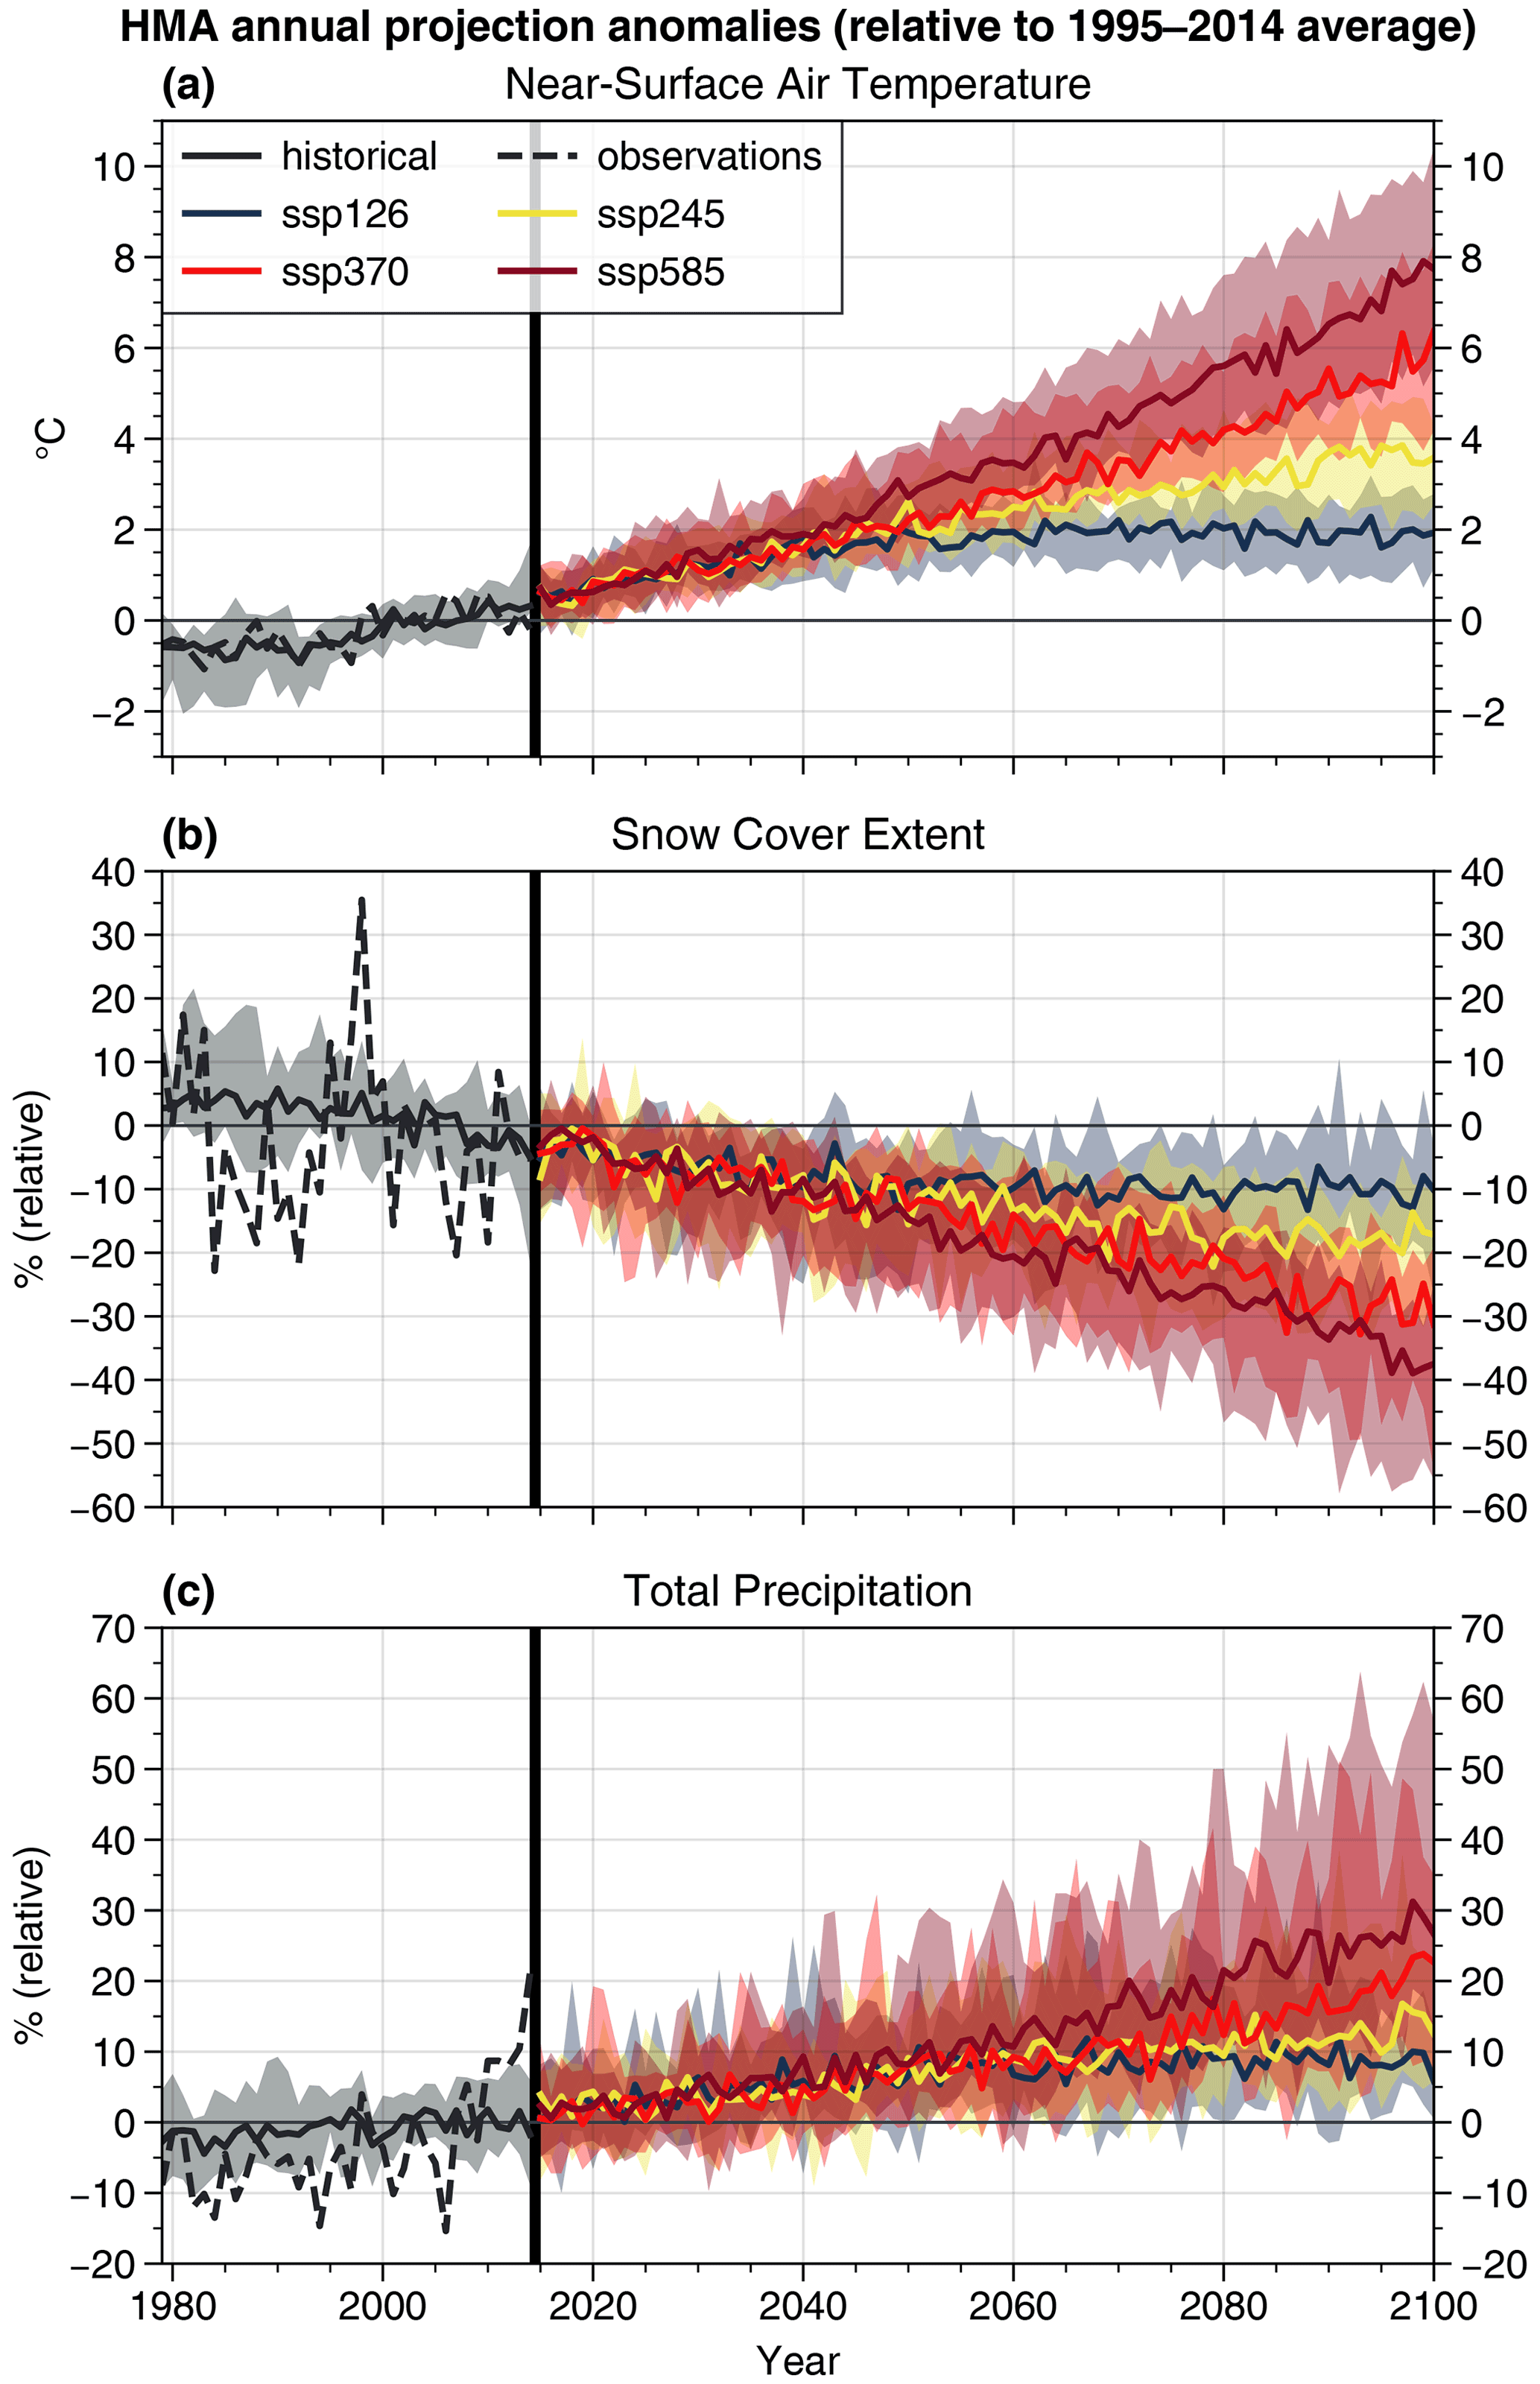 HMA annual projection anomalies (relative to 1995–2014 average)
(a) Near-Surface Air Temperature
historical observations
ssp126 ssp245
ssp370 ssp585
°C
10 10
8 8
6 6
4 4
2 2
0 0
−2 −2
(b) Snow Cover Extent
% (relative)
40 40
30 30
20 20
10 10
0 0
−10 −10
−20 −20
−30 −30
−40 −40
−50 −50
−60 −60
(c) Total Precipitation
% (relative)
70 70
60 60
50 50
40 40
30 30
20 20
10 10
0 0
−10 −10
−20 −20
1980 2000 2020 2040 2060 2080 2100
Year